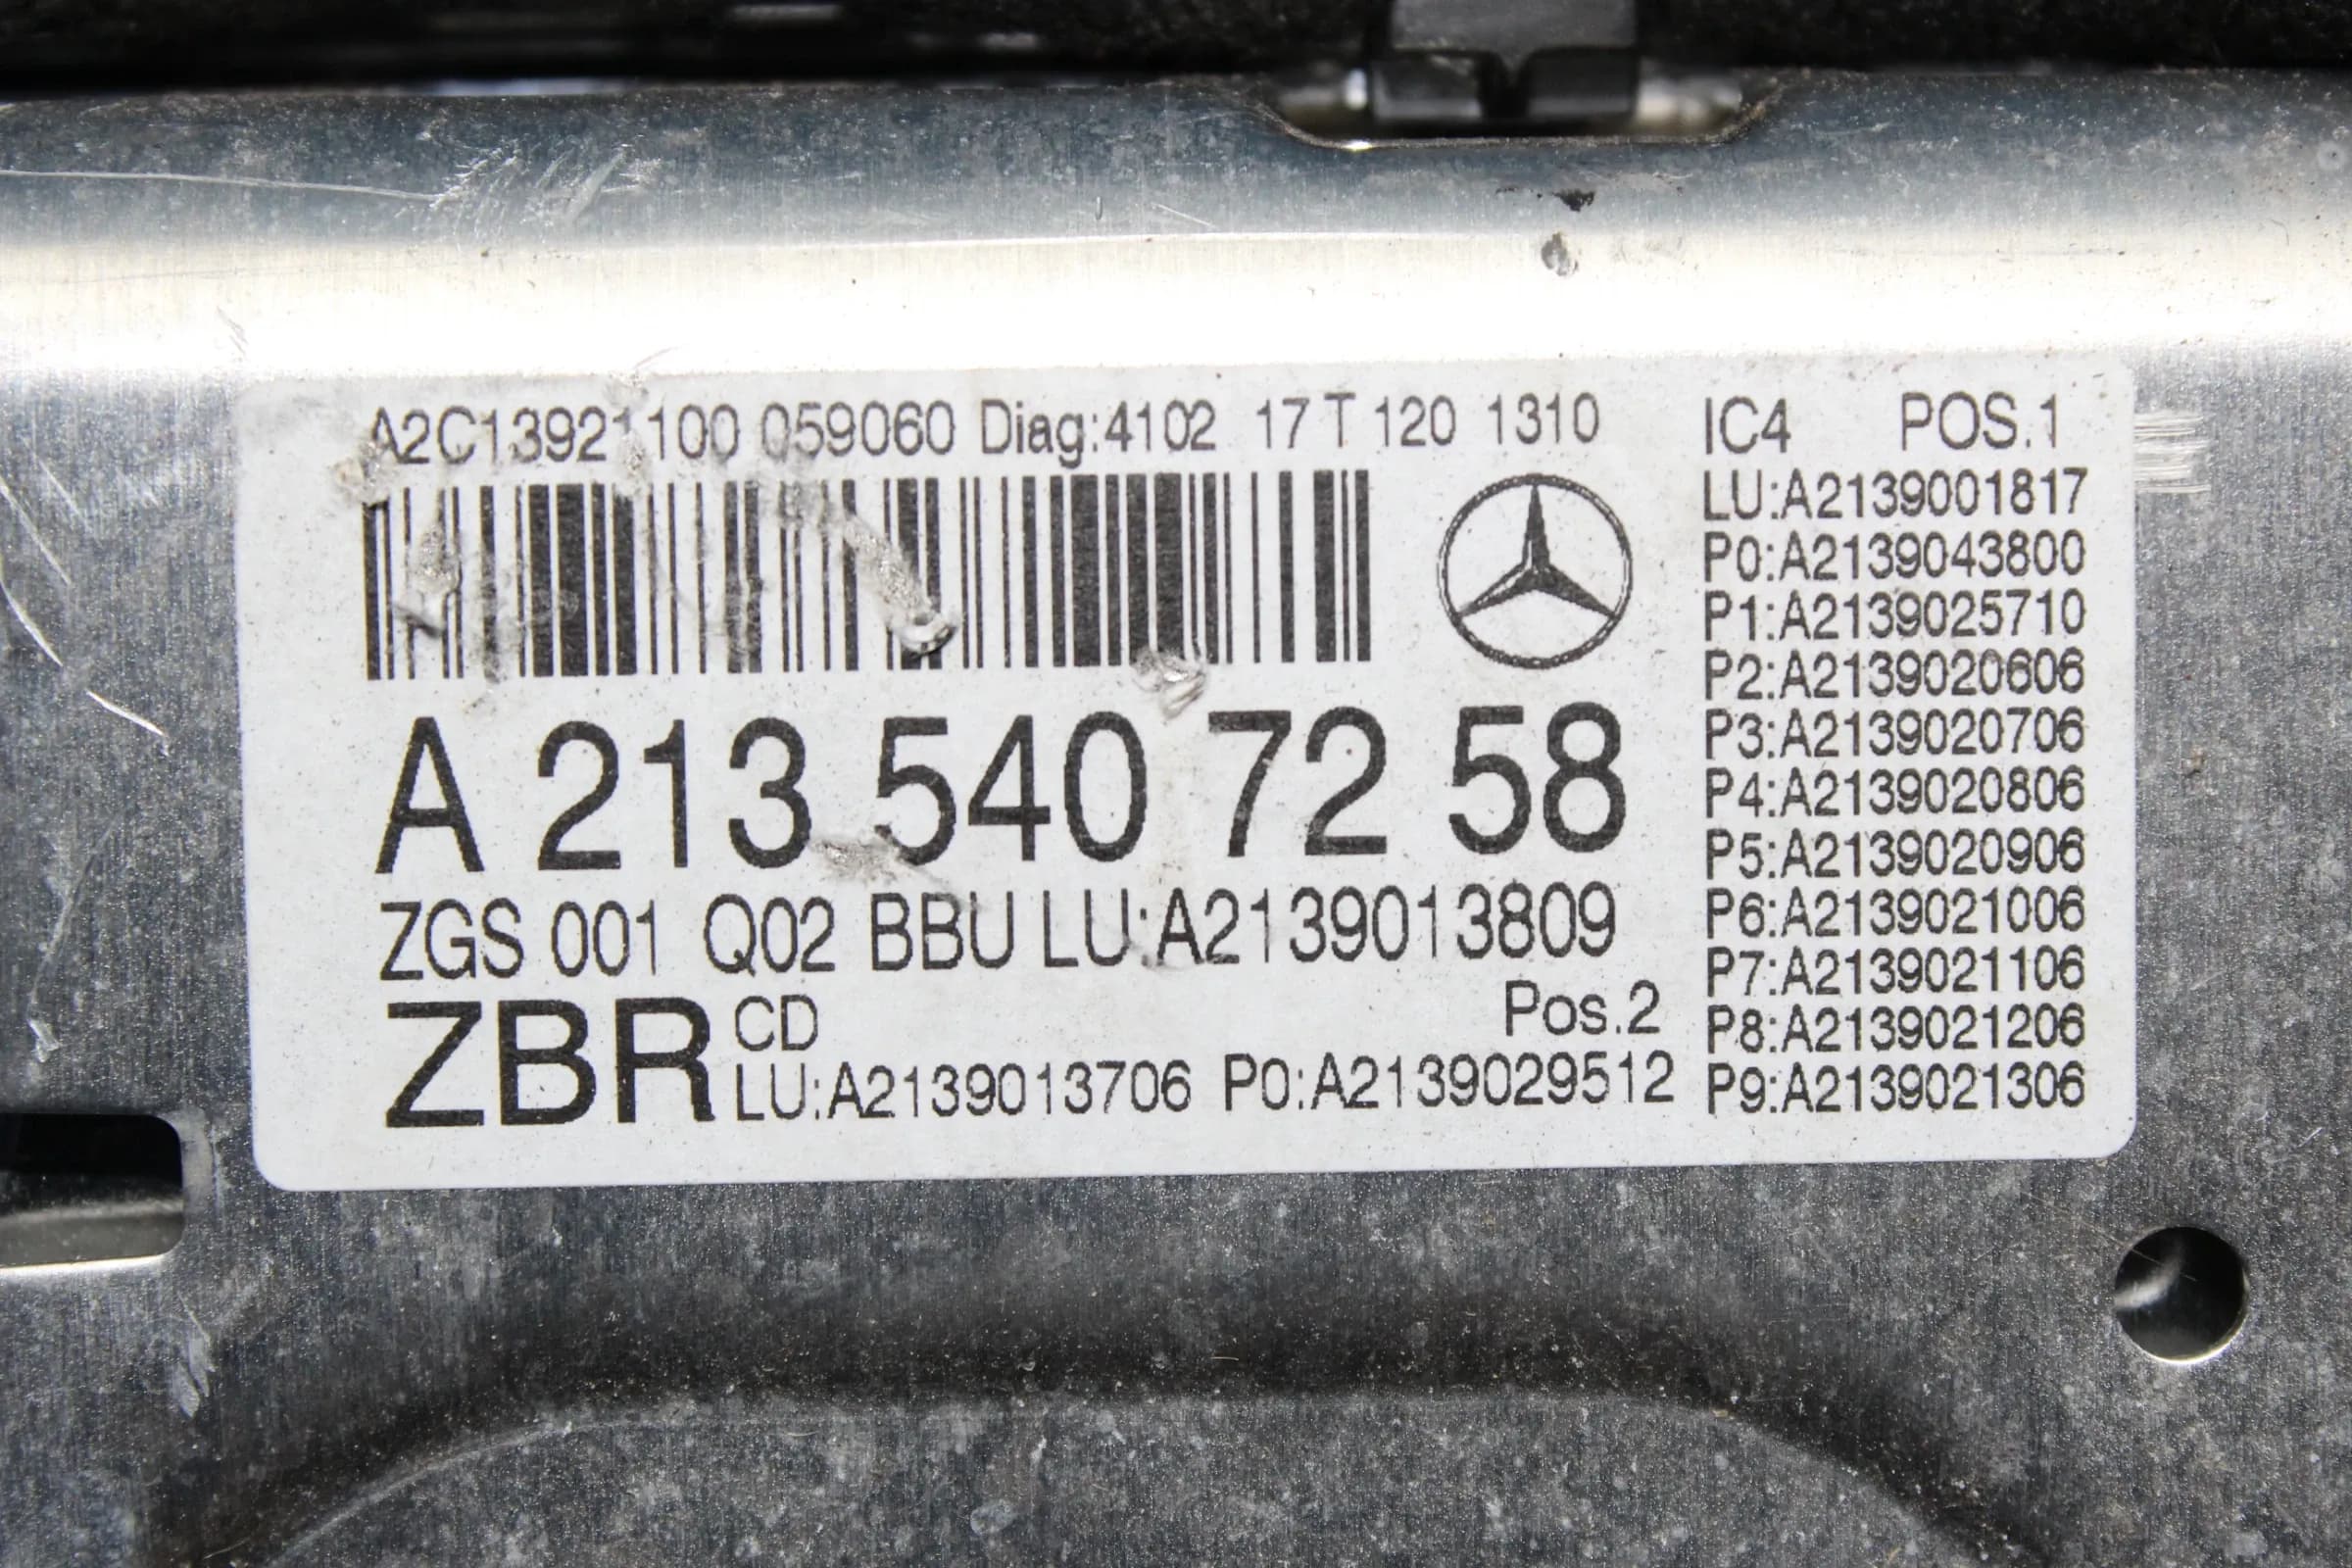 A2C13921100 059060 Diag:4102 17 T 120 1310
A 213 540 72 58
ZGS 001 Q02 BBU LU:A2139013809
ZBR CD
Pos.2
LU:A2139013706 P0:A2139029512
IC4 POS.1
LU:A2139001817
P0:A2139043800
P1:A2139025710
P2:A2139020606
P3:A2139020706
P4:A2139020806
P5:A2139020906
P6:A2139021006
P7:A2139021106
P8:A2139021206
P9:A2139021306